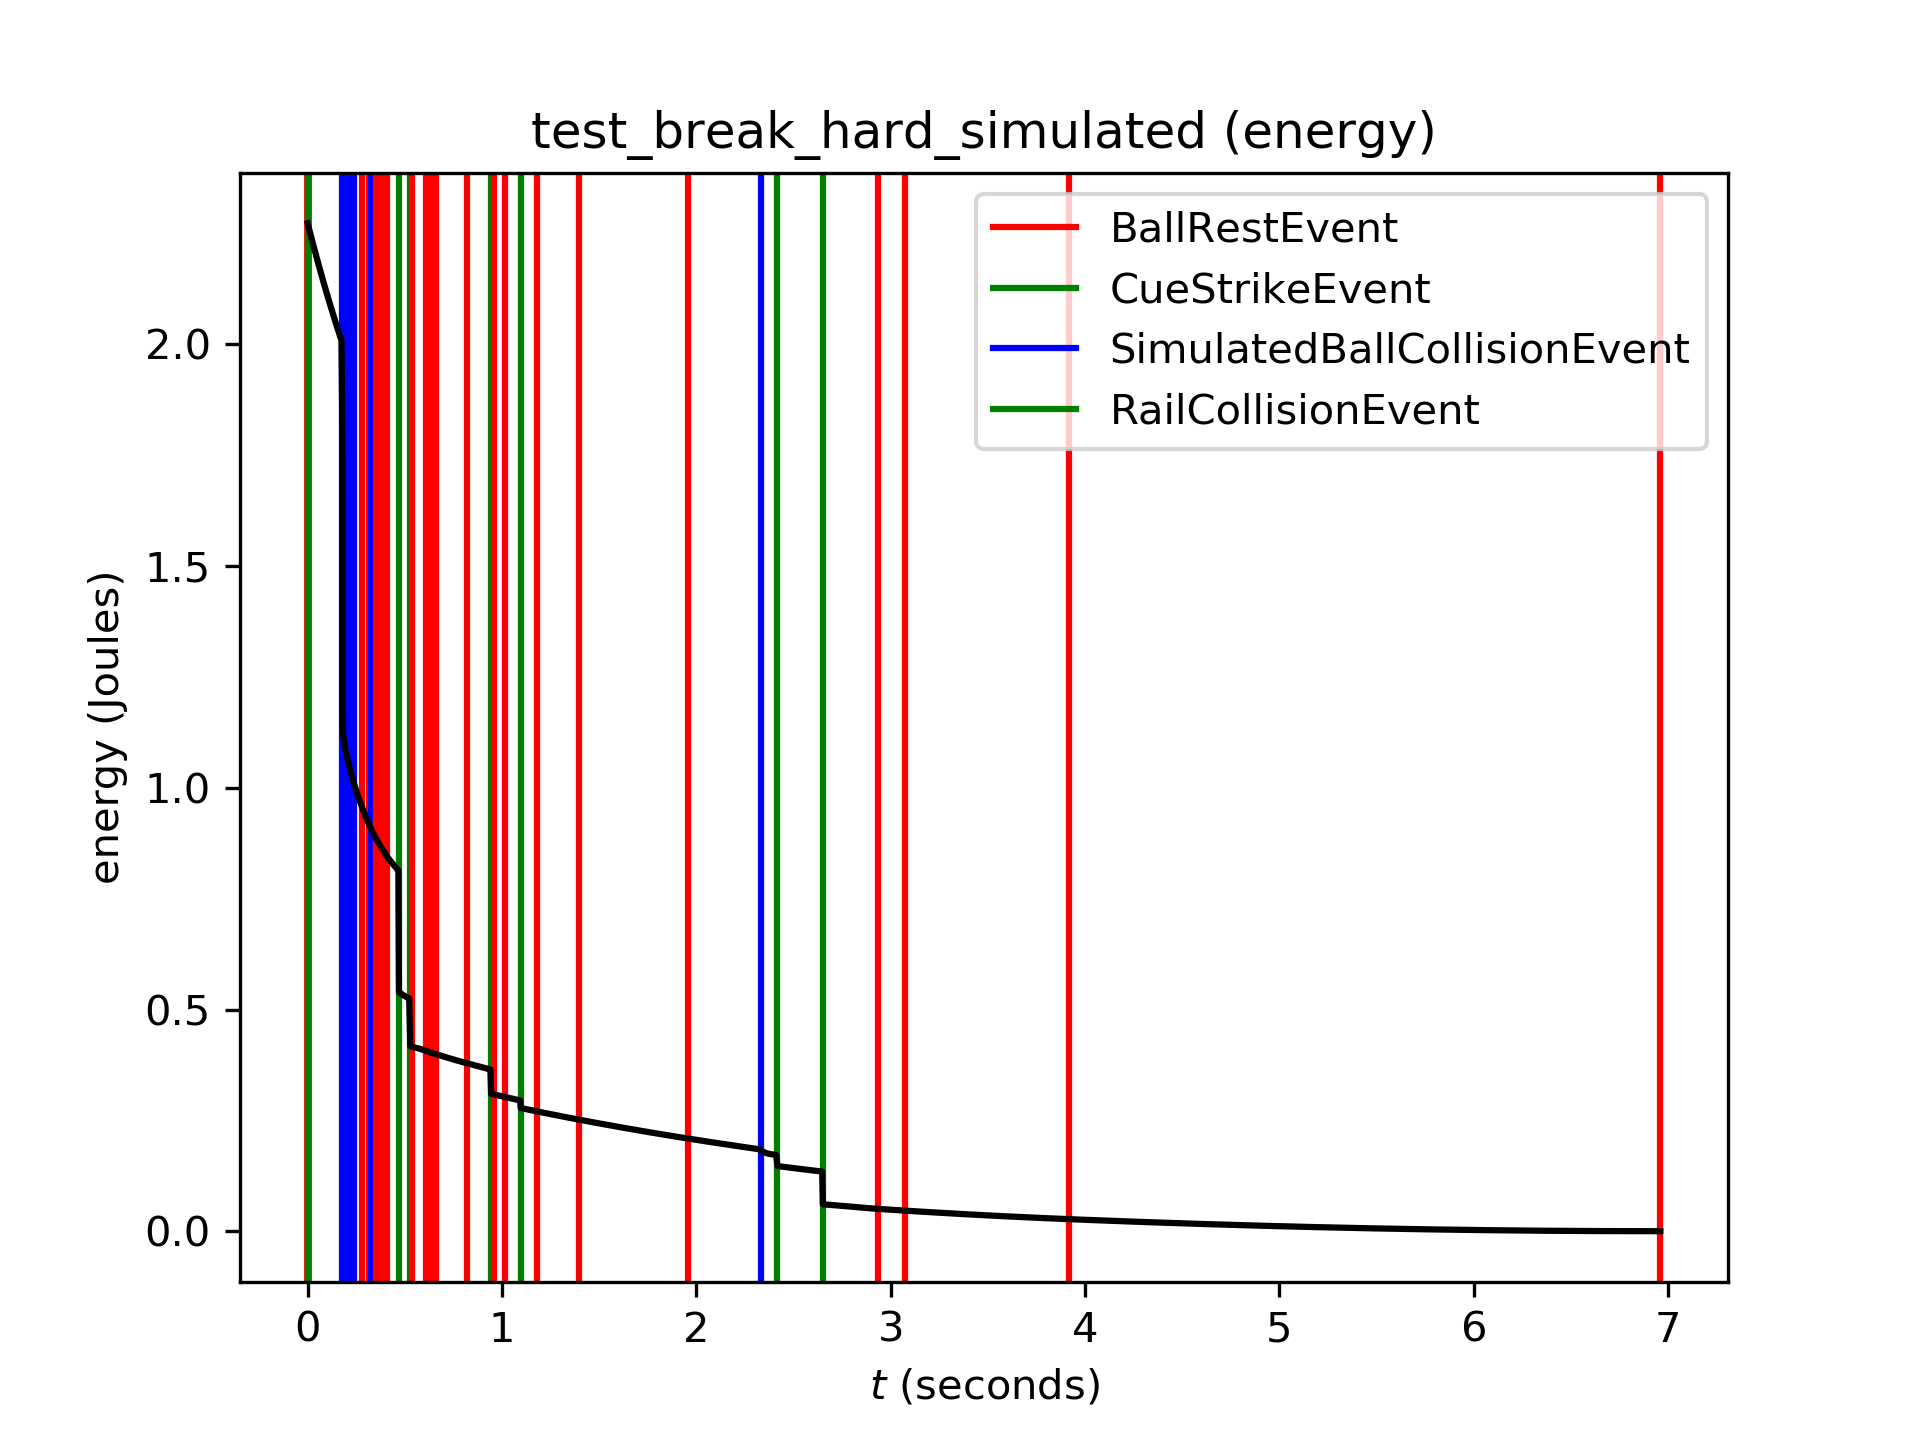 test_break_hard_simulated (energy)
BallRestEvent
CueStrikeEvent
SimulatedBallCollisionEvent
RailCollisionEvent
energy (Joules)
2.0
1.5
1.0
0.5
0.0
0 1 2 3 4 5 6 7
t (seconds)